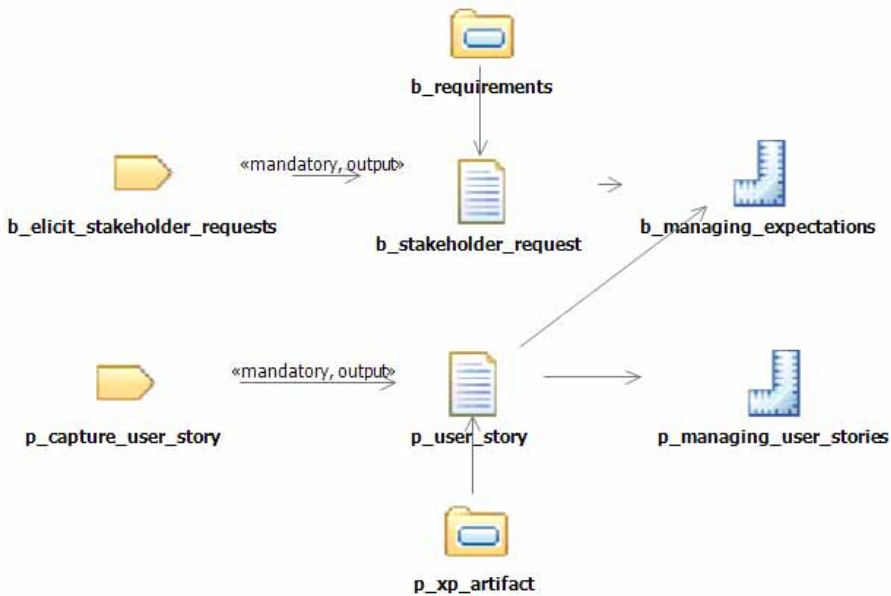 b_requirements
«mandatory, output»
b_elicit_stakeholder_requests
b_stakeholder_request
b_managing_expectations
«mandatory, output»
p_capture_user_story
p_user_story
p_managing_user_stories
p_xp_artifact